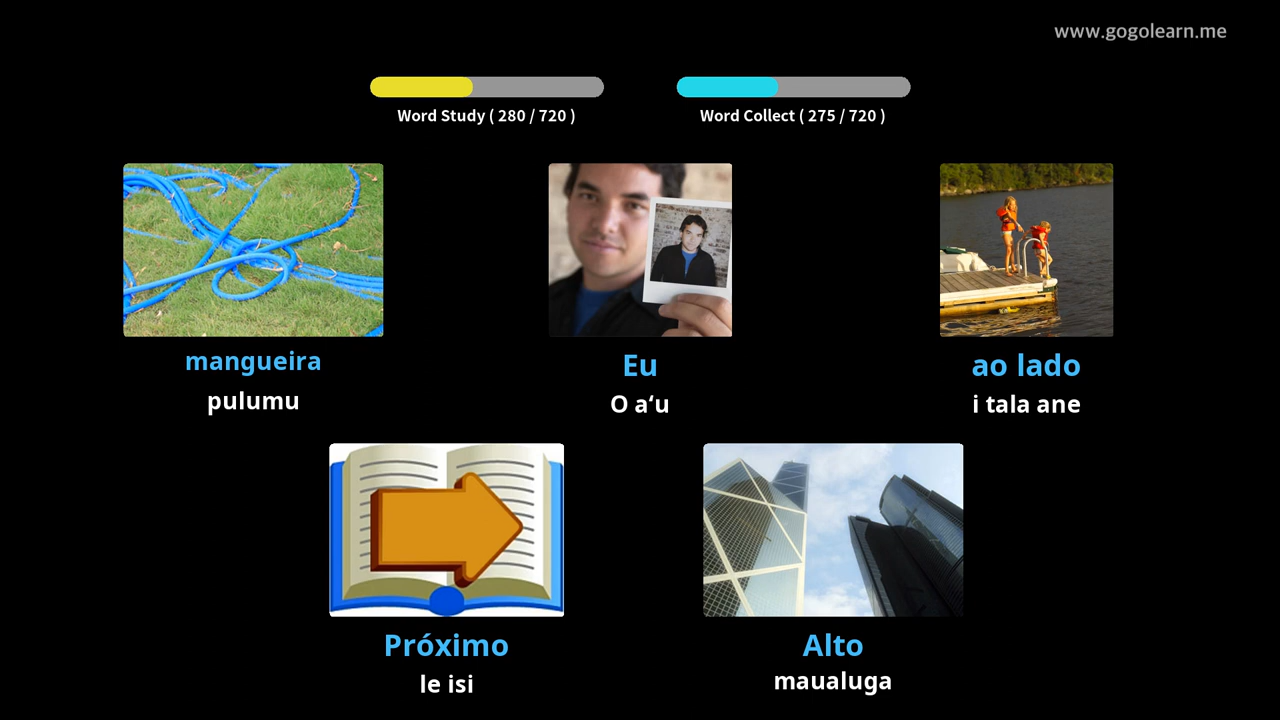 www.gogolearn.me
Word Study ( 280 / 720 )
Word Collect ( 275 / 720 )
mangueira
pulumu
Eu
O aʻu
ao lado
i tala ane
Próximo
le isi
Alto
maualuga